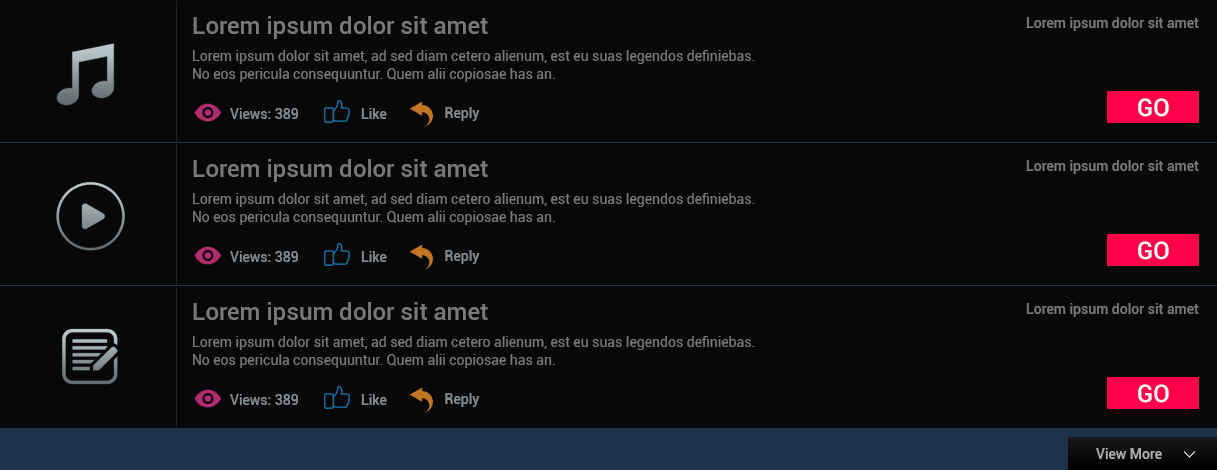 Lorem ipsum dolor sit amet
Lorem ipsum dolor sit amet
Lorem ipsum dolor sit amet, ad sed diam cetero alienum, est eu suas legendos definiebas.
No eos pericula consequuntur. Quem alii copiosae has an.
Views: 389 Like Reply
GO
Lorem ipsum dolor sit amet
Lorem ipsum dolor sit amet
Lorem ipsum dolor sit amet, ad sed diam cetero alienum, est eu suas legendos definiebas.
No eos pericula consequuntur. Quem alii copiosae has an.
Views: 389 Like Reply
GO
Lorem ipsum dolor sit amet
Lorem ipsum dolor sit amet
Lorem ipsum dolor sit amet, ad sed diam cetero alienum, est eu suas legendos definiebas.
No eos pericula consequuntur. Quem alii copiosae has an.
Views: 389 Like Reply
GO
View More